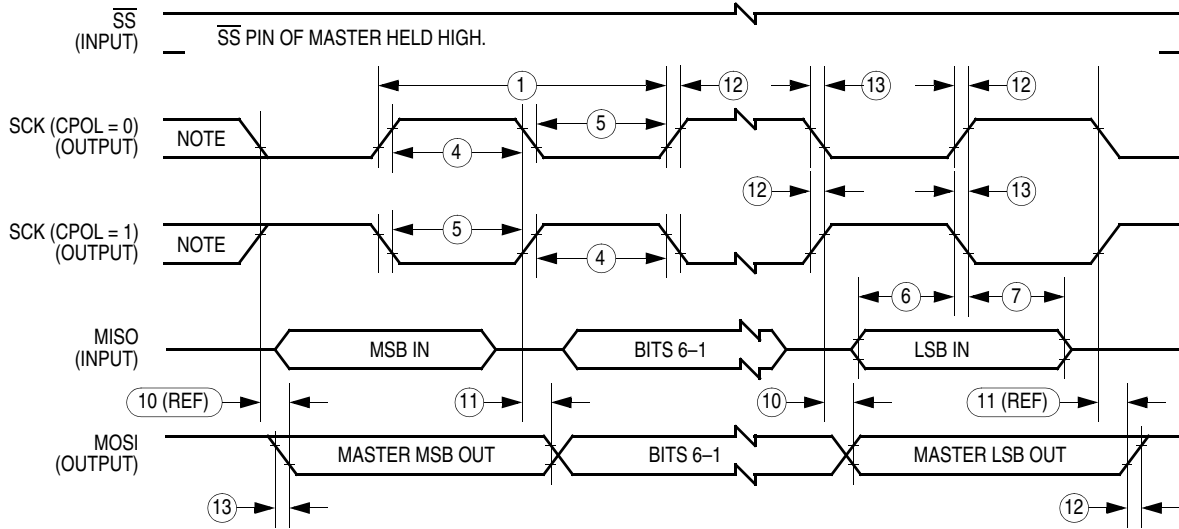 SS
(INPUT)
SS PIN OF MASTER HELD HIGH.
1
12
13
12
SCK (CPOL = 0)
(OUTPUT)
NOTE
5
4
12
13
SCK (CPOL = 1)
(OUTPUT)
NOTE
5
4
6
7
MISO
(INPUT)
MSB IN
BITS 6–1
LSB IN
10 (REF)
11
10
11 (REF)
MOSI
(OUTPUT)
MASTER MSB OUT
BITS 6–1
MASTER LSB OUT
13
12